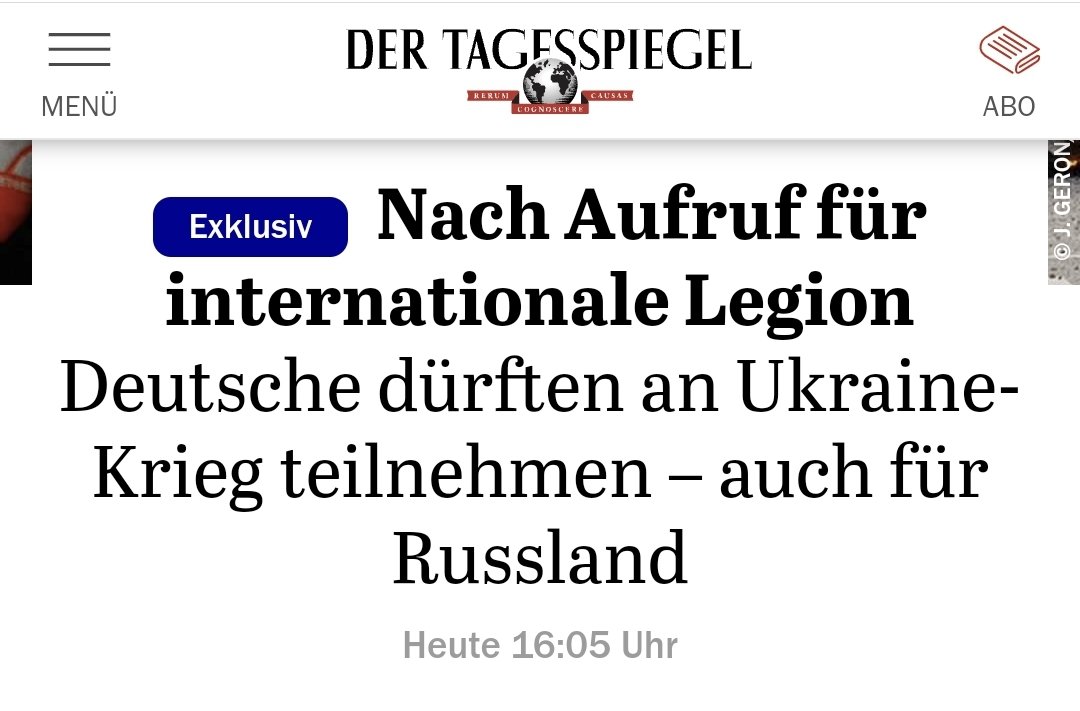 DER TAGESSPIEGEL
RERUM COGNOSCERE CAUSAS
MENÜ
ABO
© J. GERON
Exklusiv Nach Aufruf für
internationale Legion
Deutsche dürften an Ukraine-
Krieg teilnehmen – auch für
Russland
Heute 16:05 Uhr